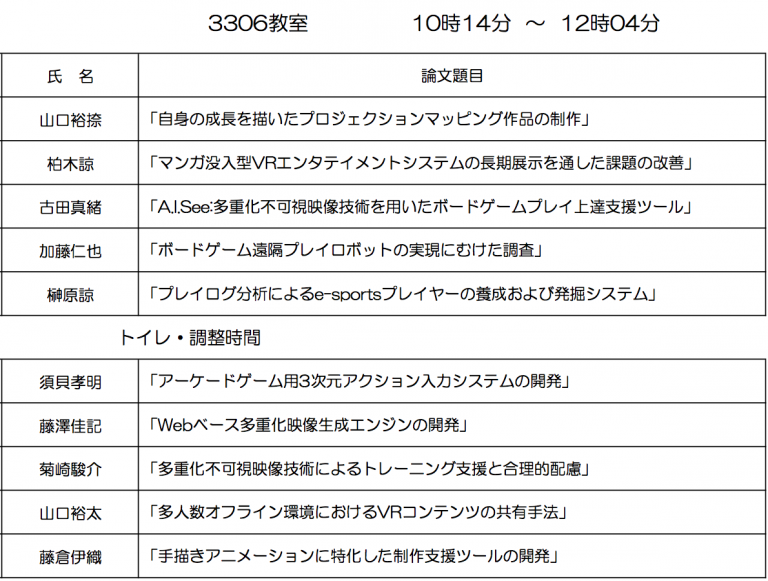 3306教室 10時14分 ～ 12時04分
氏 名 論文題目
山口裕捺 「自身の成長を描いたプロジェクションマッピング作品の制作」
柏木諒 「マンガ没入型VRエンタテイメントシステムの長期展示を通した課題の改善」
古田真緒 「A.I.See:多重化不可視映像技術を用いたボードゲームプレイ上達支援ツール」
加藤仁也 「ボードゲーム遠隔プレイロボットの実現にむけた調査」
榊原諒 「プレイログ分析によるe-sportsプレイヤーの養成および発掘システム」
トイレ・調整時間
須貝孝明 「アーケードゲーム用3次元アクション入力システムの開発」
藤澤佳記 「Webベース多重化映像生成エンジンの開発」
菊崎駿介 「多重化不可視映像技術によるトレーニング支援と合理的配慮」
山口裕太 「多人数オフライン環境におけるVRコンテンツの共有手法」
藤倉伊織 「手描きアニメーションに特化した制作支援ツールの開発」